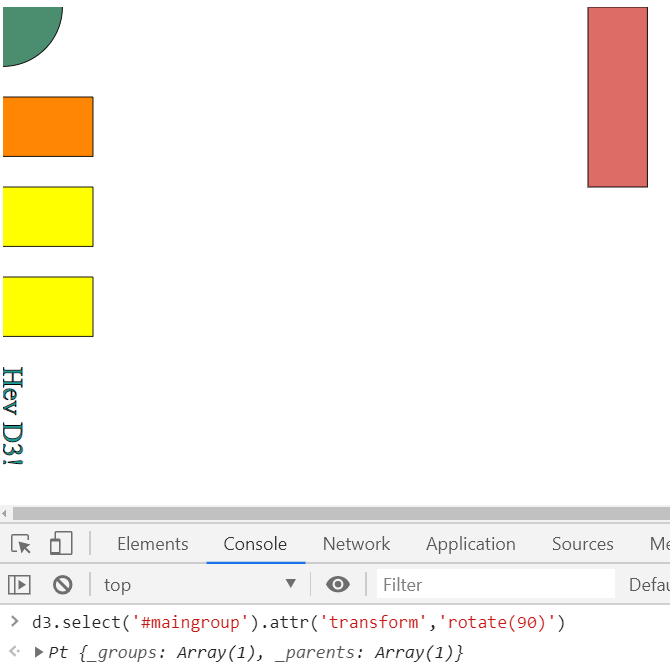 Hey D3!
Elements Console Network Application Sources Me
top Filter Defau
d3.select('#maingroup').attr('transform','rotate(90)')
Pt {_groups: Array(1), _parents: Array(1)}